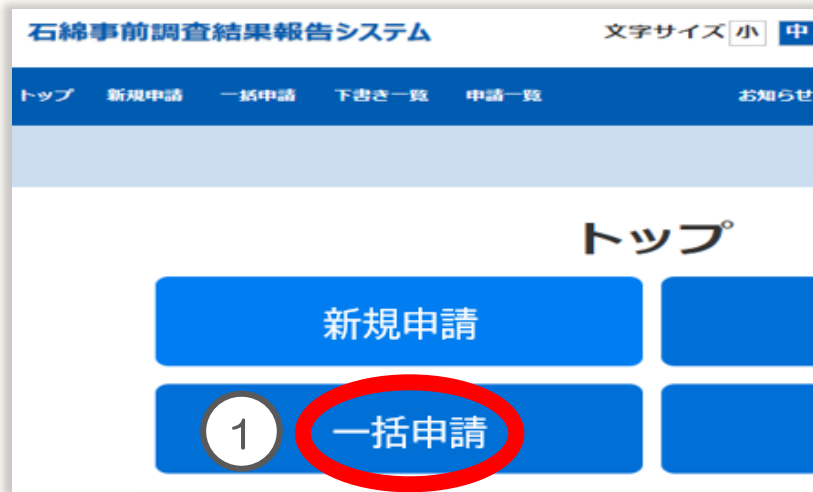 石綿事前調査結果報告システム 文字サイズ 小 中
トップ 新規申請 一括申請 下書き一覧 申請一覧 お知らせ
トップ
新規申請
1 一括申請